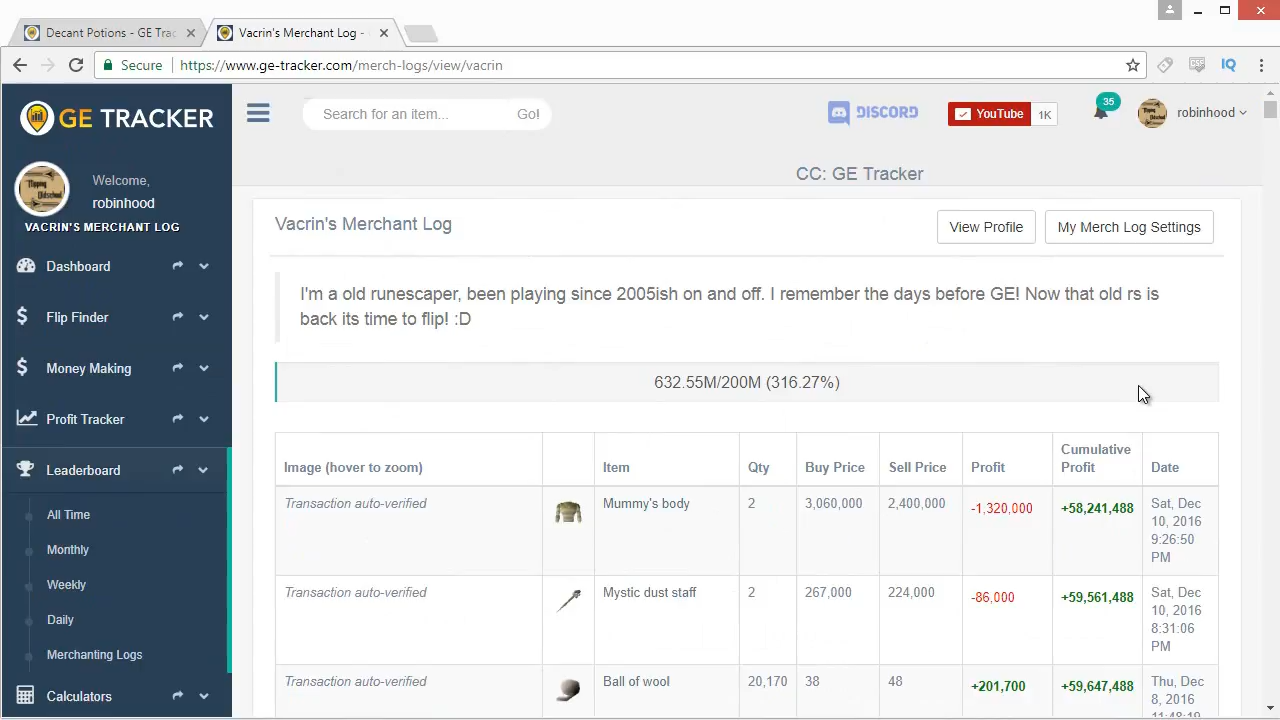 Decant Potions - GE Trac
Vacrin's Merchant Log -
Secure
https://www.ge-tracker.com/merch-logs/view/vacrin
GE TRACKER
Search for an item...
Go!
DISCORD
YouTube
1K
35
robinhood
Welcome,
robinhood
VACRIN'S MERCHANT LOG
CC: GE Tracker
Dashboard
Flip Finder
Money Making
Profit Tracker
Leaderboard
All Time
Monthly
Weekly
Daily
Merchanting Logs
Calculators
Vacrin's Merchant Log
View Profile
My Merch Log Settings
I'm a old runescaper, been playing since 2005ish on and off. I remember the days before GE! Now that old rs is
back its time to flip! :D
632.55M/200M (316.27%)
Image (hover to zoom) Item Qty Buy Price Sell Price Profit Cumulative
Profit Date
Transaction auto-verified Mummy's body 2 3,060,000 2,400,000 -1,320,000 +58,241,488 Sat, Dec
10, 2016
9:26:50
PM
Transaction auto-verified Mystic dust staff 2 267,000 224,000 -86,000 +59,561,488 Sat, Dec
10, 2016
8:31:06
PM
Transaction auto-verified Ball of wool 20,170 38 48 +201,700 +59,647,488 Thu, Dec
8, 2016
11:48:19